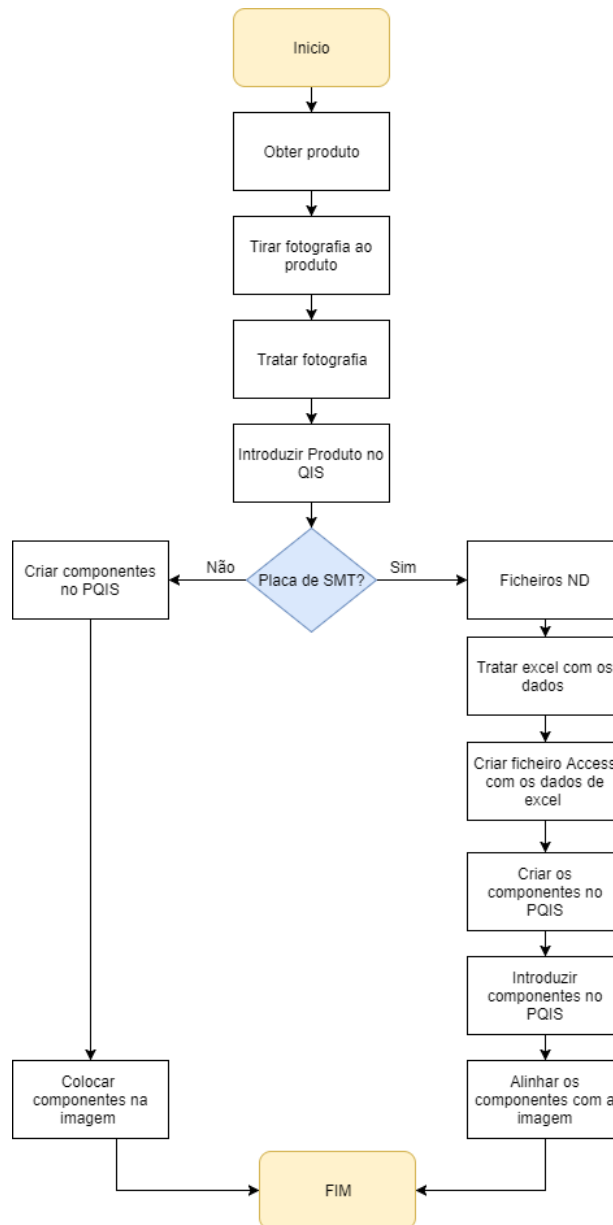 Inicio
Obter produto
Tirar fotografia ao
produto
Tratar fotografia
Introduzir Produto no
QIS
Placa de SMT?
Não
Sim
Criar componentes
no PQIS
Colocar
componentes na
imagem
Ficheiros ND
Tratar excel com os
dados
Criar ficheiro Access
com os dados de
excel
Criar os
componentes no
PQIS
Introduzir
componentes no
PQIS
Alinhar os
componentes com a
imagem
FIM